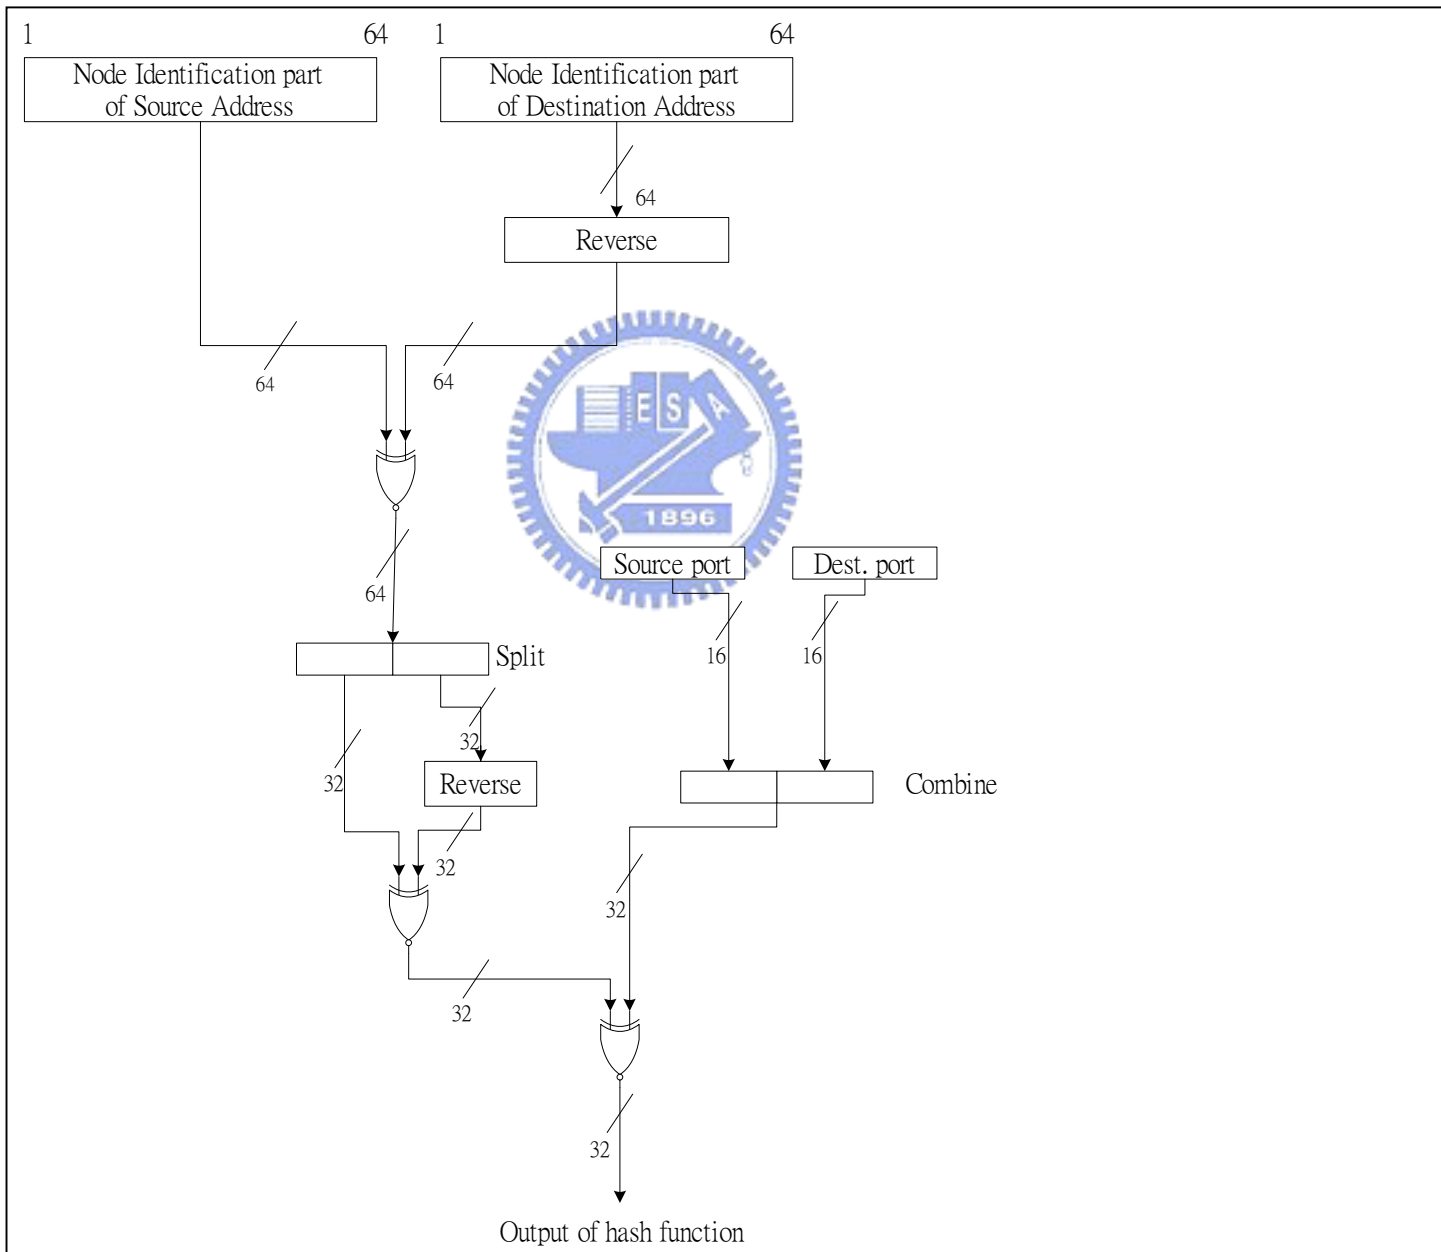 1 64 1 64
Node Identification part
of Source Address
Node Identification part
of Destination Address
64
Reverse
64
64
E S A
1896
Source port
Dest. port
64
16
16
Split
32
32
Reverse
Combine
32
32
32
32
Output of hash function